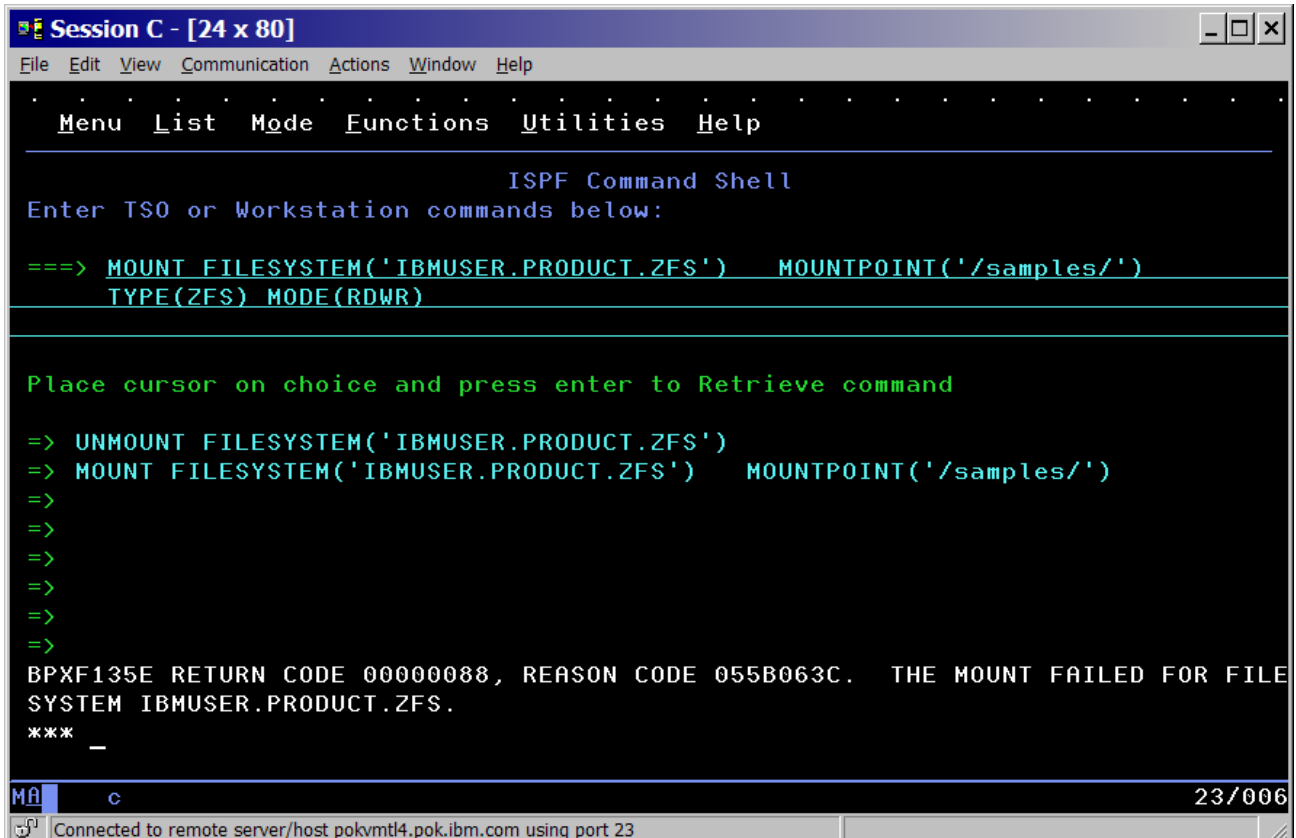 Session C - [24 x 80]
File Edit View Communication Actions Window Help
. . . . . . . . . . . . . . . . . . . . . . . . . . .
Menu List Mode Functions Utilities Help
ISPF Command Shell
Enter TSO or Workstation commands below:
===> MOUNT FILESYSTEM('IBMUSER.PRODUCT.ZFS') MOUNTPOINT('/samples/')
TYPE(ZFS) MODE(RDWR)
Place cursor on choice and press enter to Retrieve command
=> UNMOUNT FILESYSTEM('IBMUSER.PRODUCT.ZFS')
=> MOUNT FILESYSTEM('IBMUSER.PRODUCT.ZFS') MOUNTPOINT('/samples/')
=>
=>
=>
=>
=>
=>
BPXF135E RETURN CODE 00000088, REASON CODE 055B063C. THE MOUNT FAILED FOR FILE
SYSTEM IBMUSER.PRODUCT.ZFS.
*** _
MA c 23/006
Connected to remote server/host pokvmtl4.pok.ibm.com using port 23